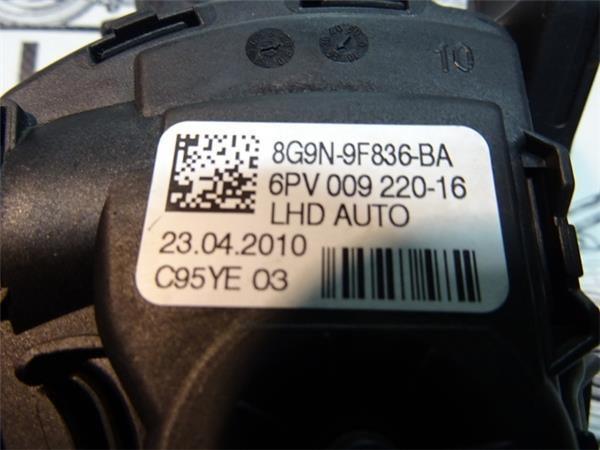 10
8G9N-9F836-BA
6PV 009 220-16
LHD AUTO
23.04.2010
C95YE 03